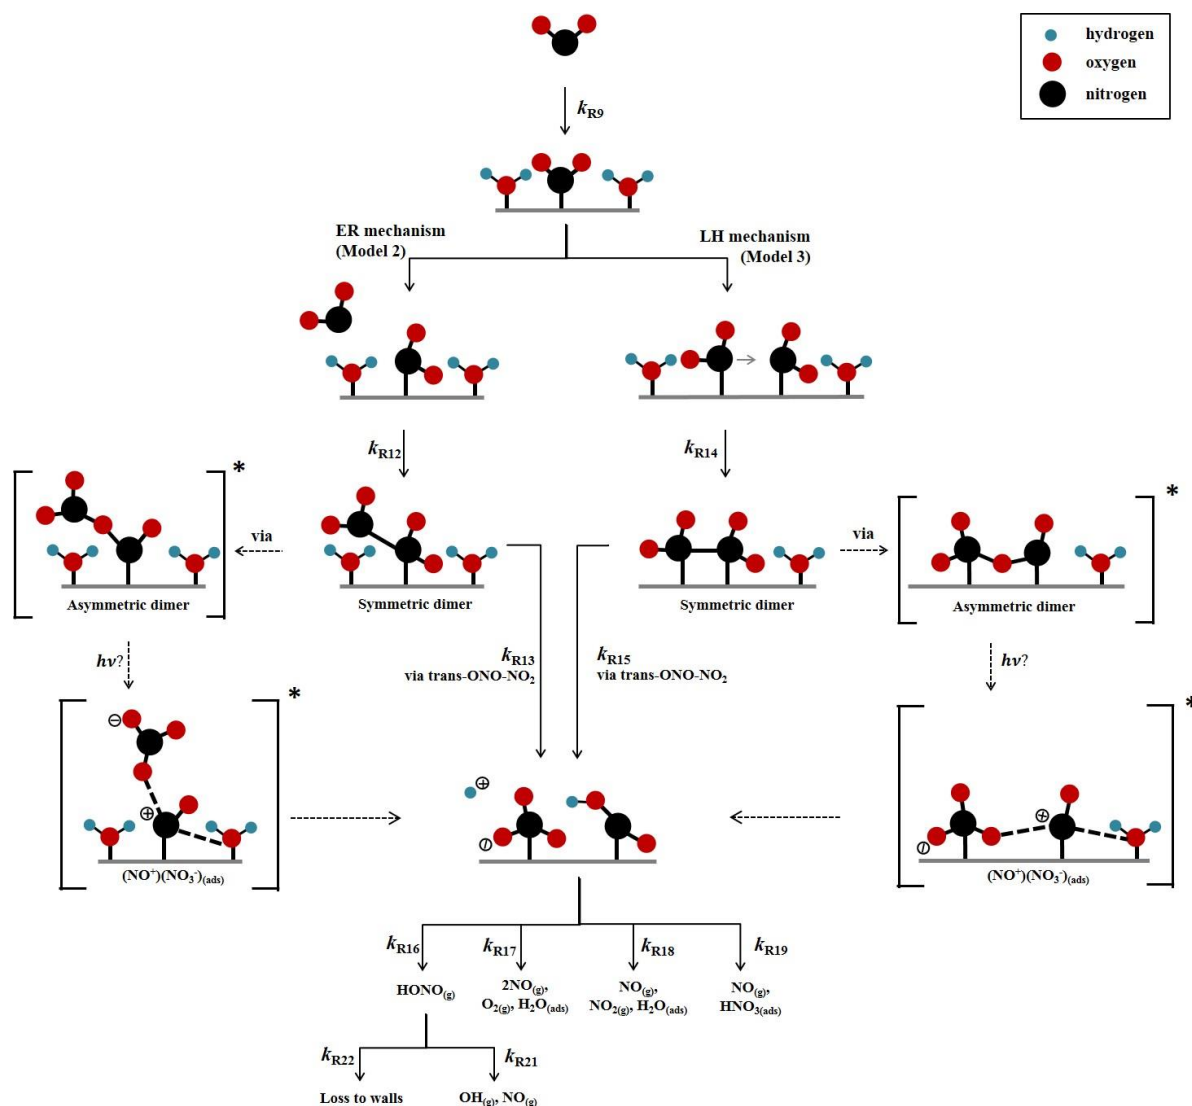 hydrogen
oxygen
nitrogen
kR9
ER mechanism
(Model 2)
LH mechanism
(Model 3)
kR12
kR14
*
*
via
via
Asymmetric dimer
Symmetric dimer
Symmetric dimer
Asymmetric dimer
hν?
kR13
via trans-ONO-NO2
kR15
via trans-ONO-NO2
hν?
*
*
⊖
⊕
⊕
⊖
⊕
⊖
(NO+)(NO3-)(ads)
(NO+)(NO3-)(ads)
kR16
kR17
kR18
kR19
HONO(g)
2NO(g),
O2(g), H2O(ads)
NO(g),
NO2(g), H2O(ads)
NO(g),
HNO3(ads)
kR22
kR21
Loss to walls
OH(g), NO(g)